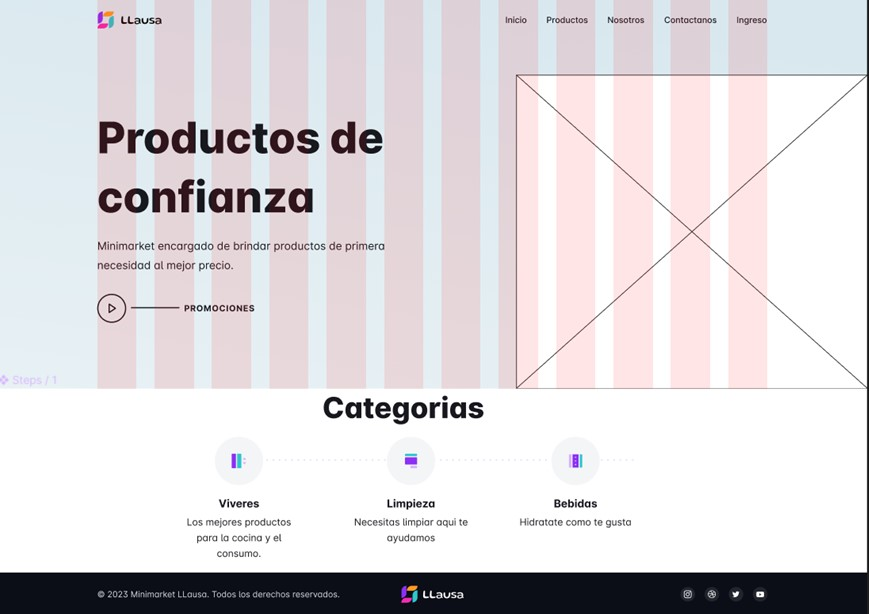 LLausa
Inicio Productos Nosotros Contactanos Ingreso
Productos de
confianza
Minimarket encargado de brindar productos de primera
necesidad al mejor precio.
PROMOCIONES
Steps / 1
Categorias
Viveres
Los mejores productos
para la cocina y el
consumo.
Limpieza
Necesitas limpiar aqui te
ayudamos
Bebidas
Hidratate como te gusta
© 2023 Minimarket LLausa. Todos los derechos reservados.
LLausa